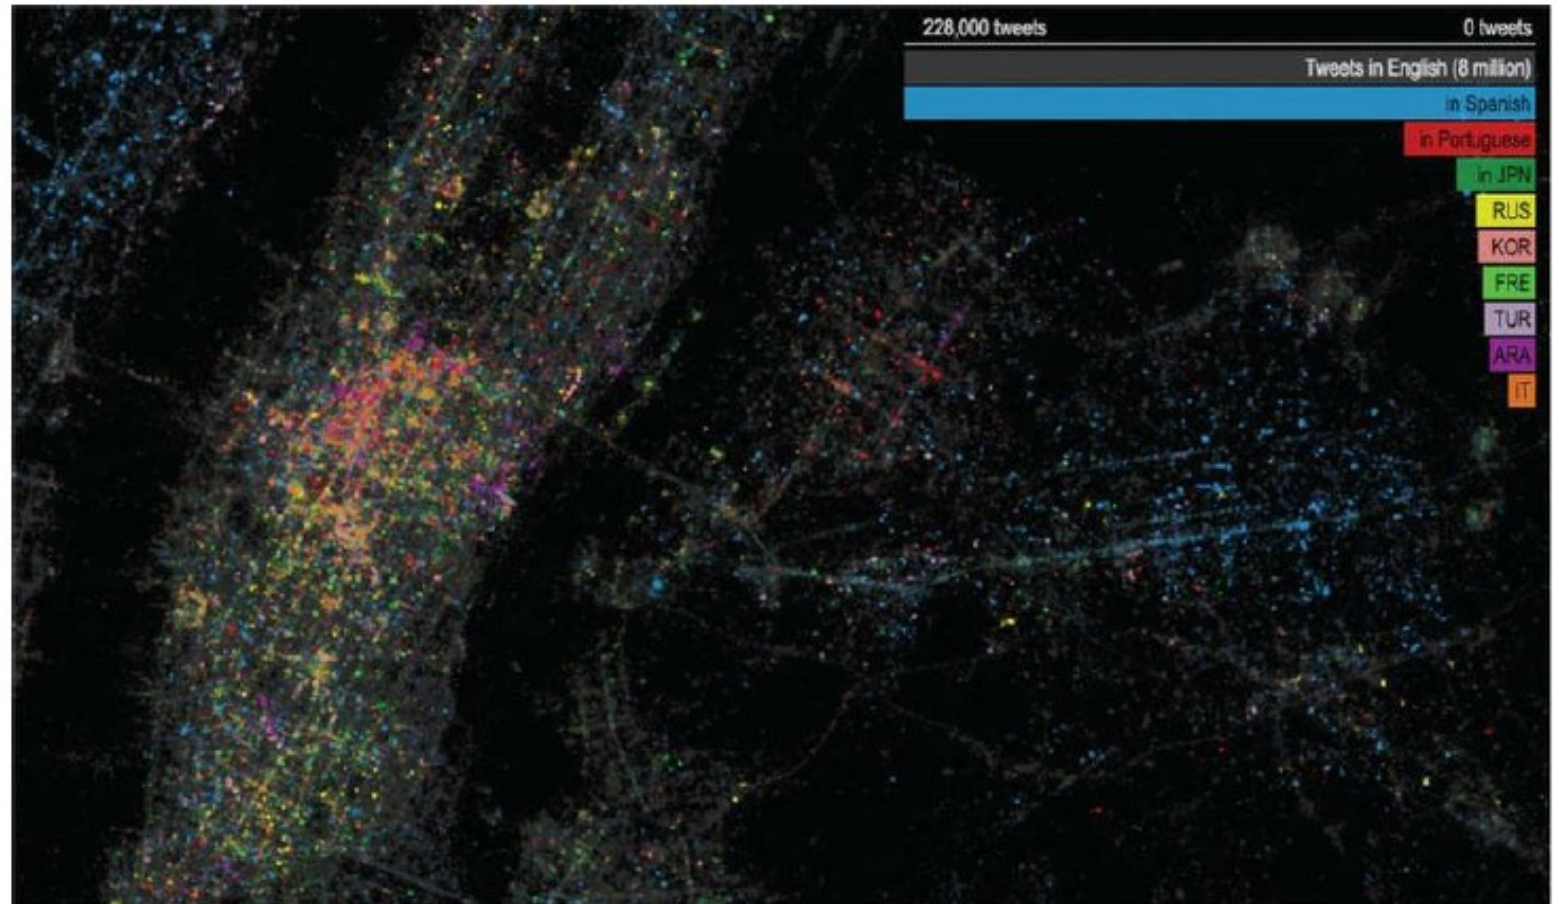 228,000 tweets 0 tweets
Tweets in English (8 million)
in Spanish
in Portuguese
in JPN
RUS
KOR
FRE
TUR
ARA
IT